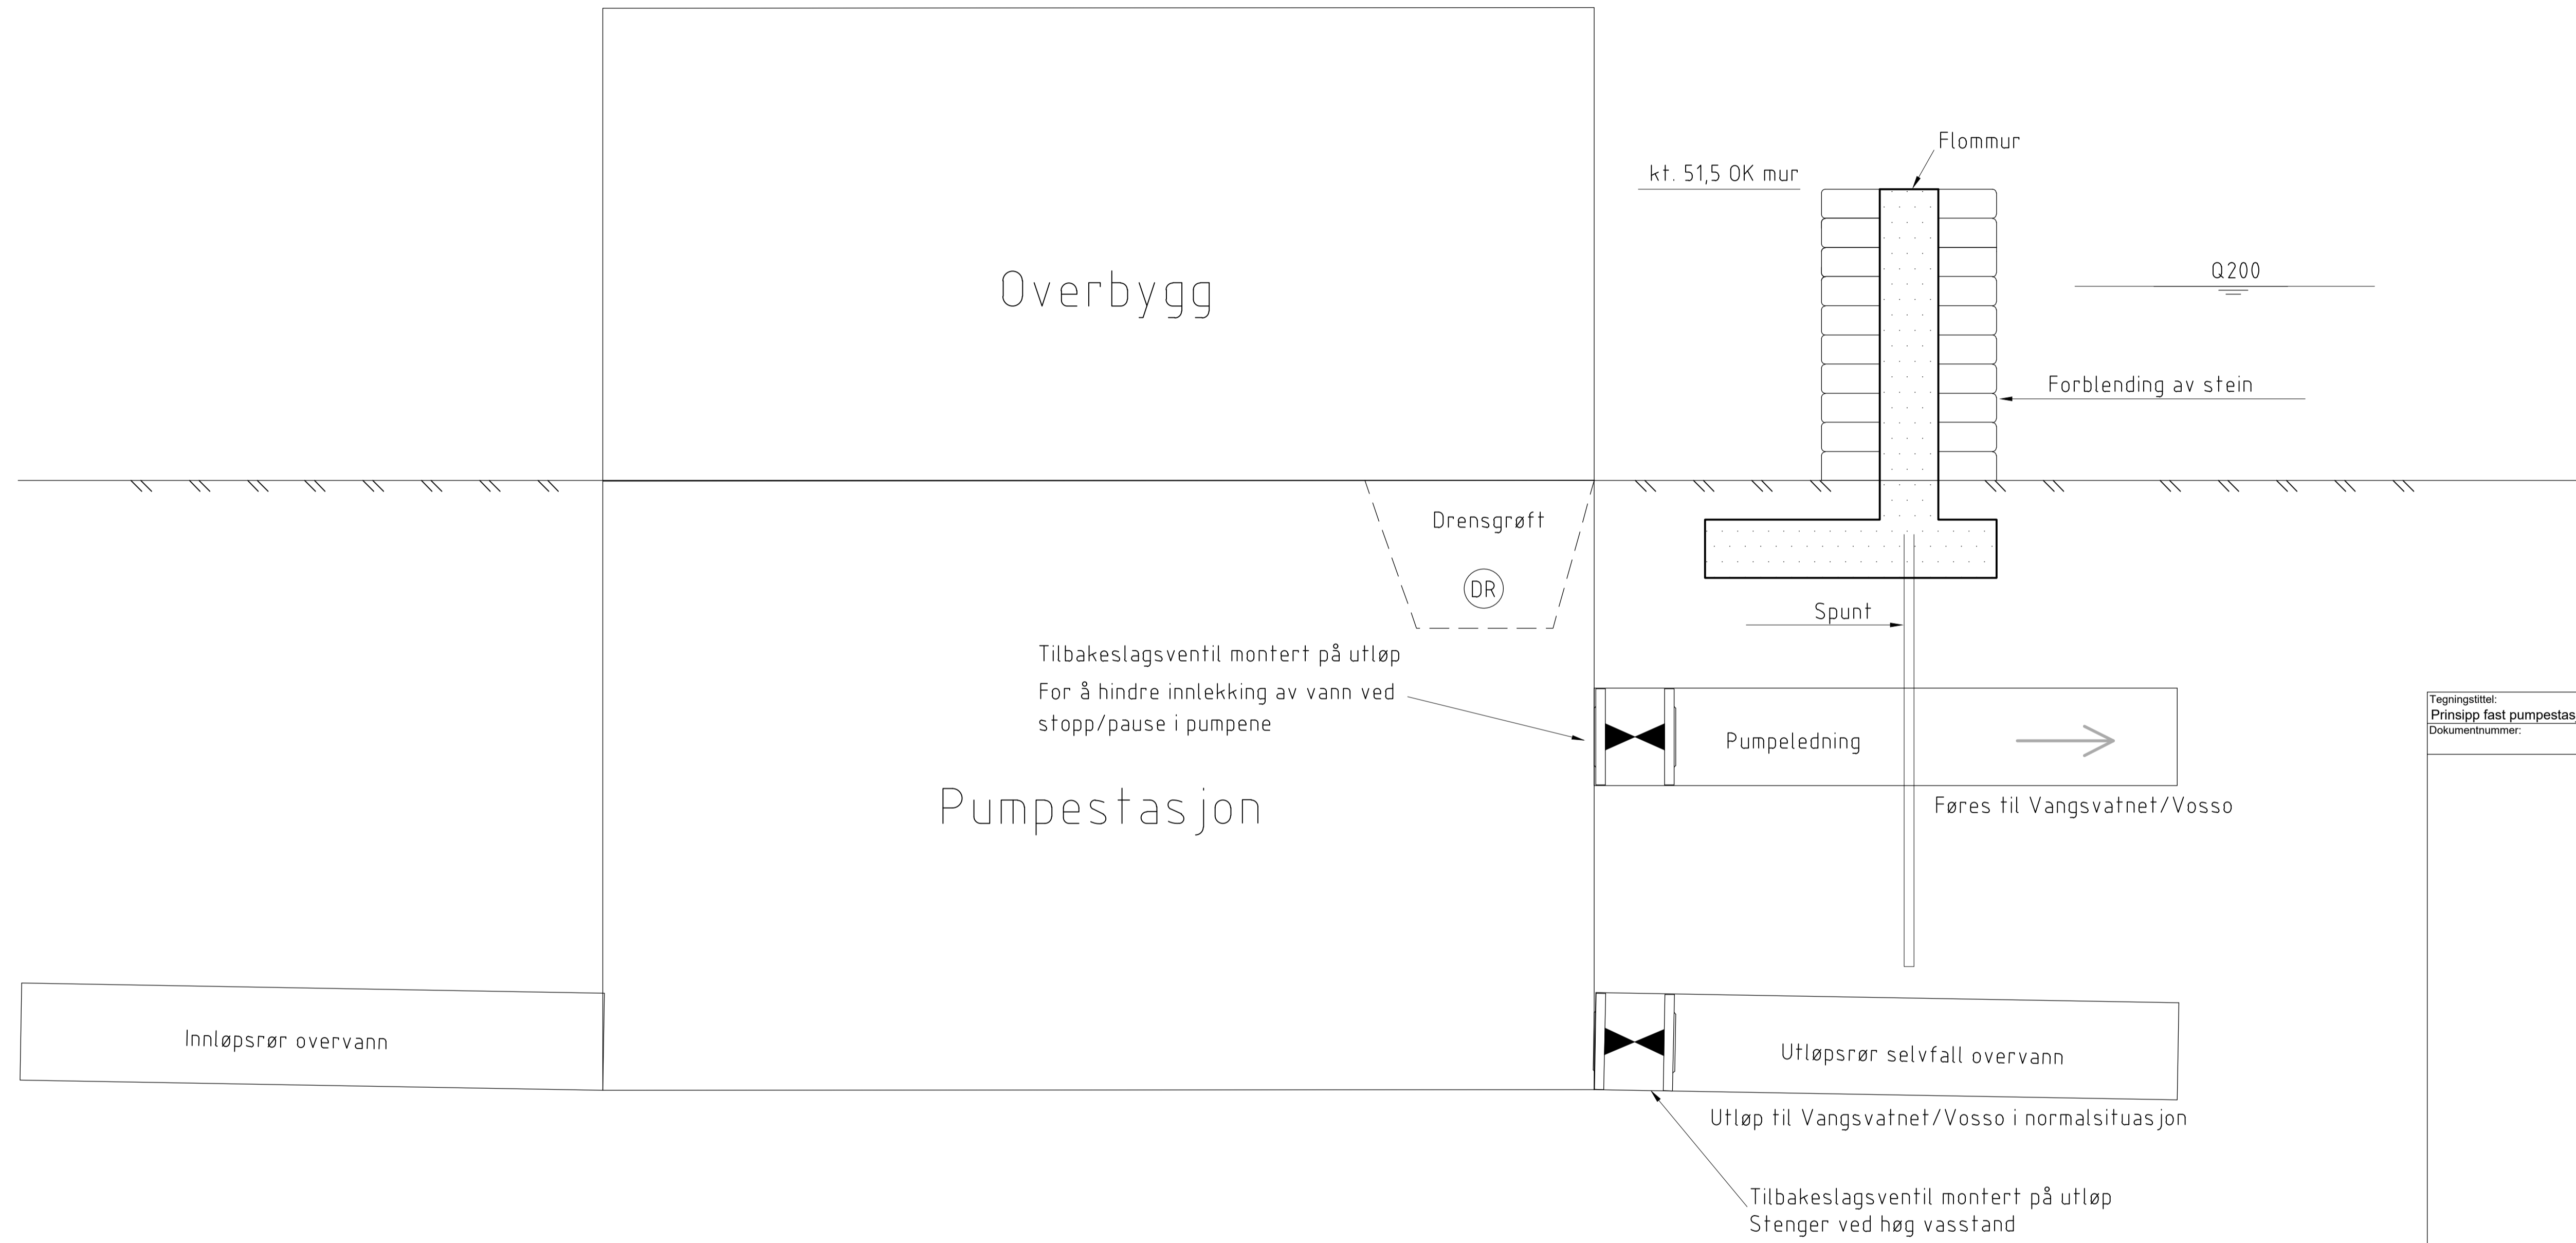 Flommur
kt. 51,5 OK mur
Overbygg
Q200
Forblending av stein
Drensgrøft
DR
Spunt
Tilbakeslagsventil montert på utløp
For å hindre innlekking av vann ved
stopp/pause i pumpene
Tegningstittel:
Prinsipp fast pumpestas
Dokumentnummer:
Pumpeledning
Pumpestasjon
Føres til Vangsvatnet/Vosso
Innløpsrør overvann
Utløpsrør selvfall overvann
Utløp til Vangsvatnet/Vosso i normalsituasjon
Tilbakeslagsventil montert på utløp
Stenger ved høg vasstand